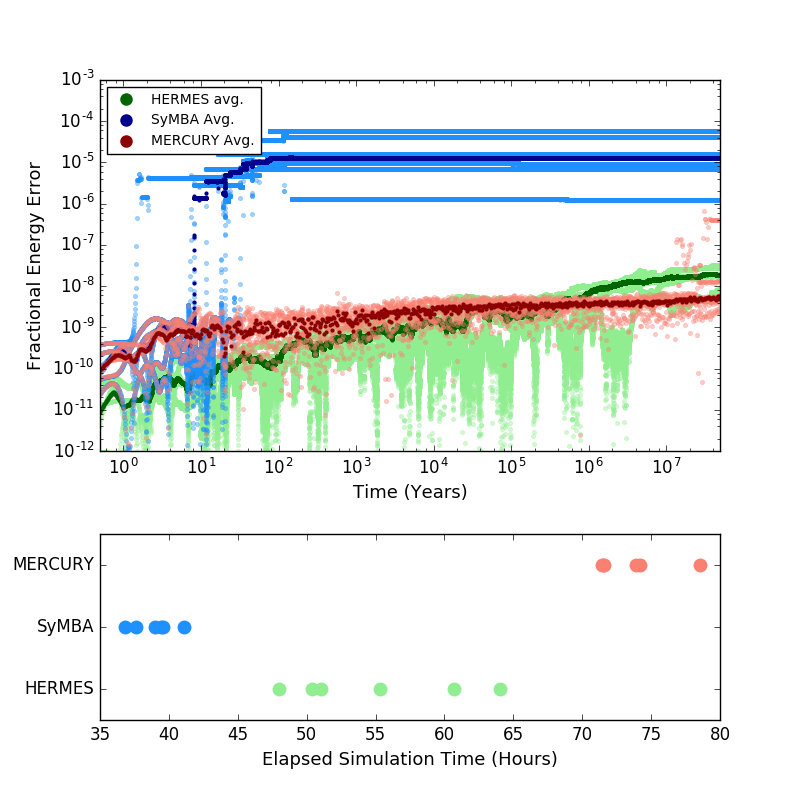 10^-3
10^-4
10^-5
10^-6
10^-7
10^-8
10^-9
10^-10
10^-11
10^-12
Fractional Energy Error
HERMES avg.
SyMBA Avg.
MERCURY Avg.
10^0 10^1 10^2 10^3 10^4 10^5 10^6 10^7
Time (Years)
MERCURY
SyMBA
HERMES
35 40 45 50 55 60 65 70 75 80
Elapsed Simulation Time (Hours)